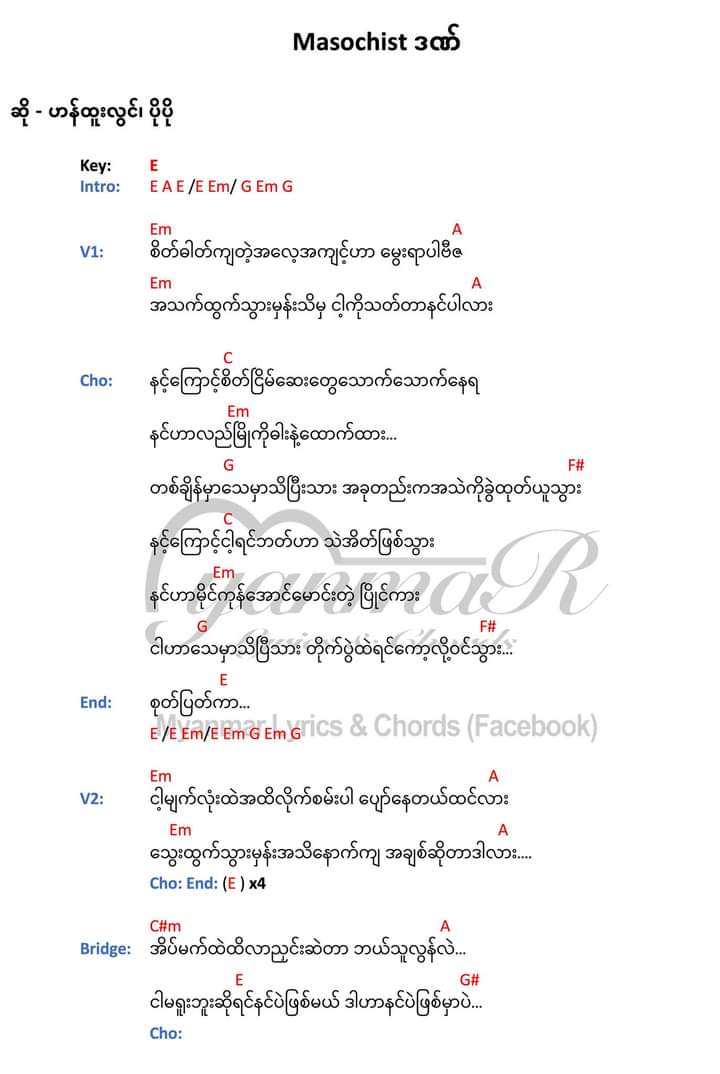 Masochist ဒဏ်
ဆို - ဟန်ထူးလွင်၊ ပိုပို
Key: E
Intro: E A E /E Em/ G Em G
Em A
V1: စိတ်ဓါတ်ကျတဲ့အလေ့အကျင့်ဟာ မွေးရာပါဗီဇ
Em A
အသက်ထွက်သွားမှန်းသိမှ ငါ့ကိုသတ်တာနင်ပါလား
C
Cho: နင့်ကြောင့်စိတ်ငြိမ်ဆေးတွေသောက်သောက်နေရ
Em
နင်ဟာလည်မြိုကိုဓါးနဲ့ထောက်ထား...
G F#
တစ်ချိန်မှာသေမှာသိပြီးသား အခုတည်းကအသဲကိုခွဲထုတ်ယူသွား
C
နင့်ကြောင့်ငါ့ရင်ဘတ်ဟာ သဲအိတ်ဖြစ်သွား
Em
နင်ဟာမိုင်ကုန်အောင်မောင်းတဲ့ ပြိုင်ကား
G F#
ငါဟာသေမှာသိပြီသား တိုက်ပွဲထဲရင်ကော့လို့ဝင်သွား...
E
End: စုတ်ပြတ်ကာ...
E /E Em/E Em G Em G
Em A
V2: ငါ့မျက်လုံးထဲအထိလိုက်စမ်းပါ ပျော်နေတယ်ထင်လား
Em A
သွေးထွက်သွားမှန်းအသိနောက်ကျ အချစ်ဆိုတာဒါလား....
Cho: End: (E ) x4
C#m A
Bridge: အိပ်မက်ထဲထိလာညှင်းဆဲတာ ဘယ်သူလွန်လဲ...
E G#
ငါမရူးဘူးဆိုရင်နင်ပဲဖြစ်မယ် ဒါဟာနင်ပဲဖြစ်မှာပဲ...
Cho:
myanmaR
Lyrics & Chords
Myanmar Lyrics & Chords (Facebook)